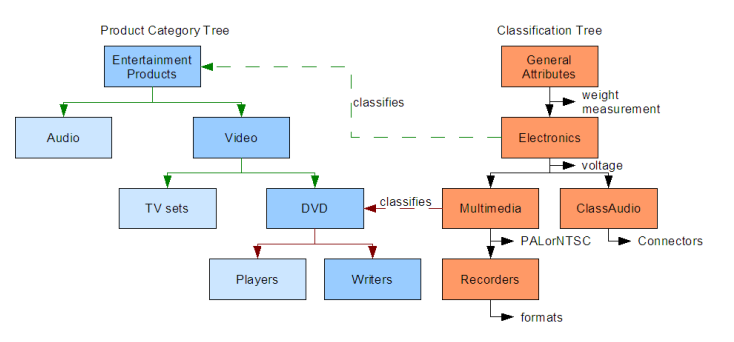 Product Category Tree
Classification Tree
Entertainment
Products
General
Attributes
classifies
weight
measurement
Audio
Video
Electronics
voltage
TV sets
DVD
classifies
Multimedia
ClassAudio
PALorNTSC
Connectors
Players
Writers
Recorders
formats